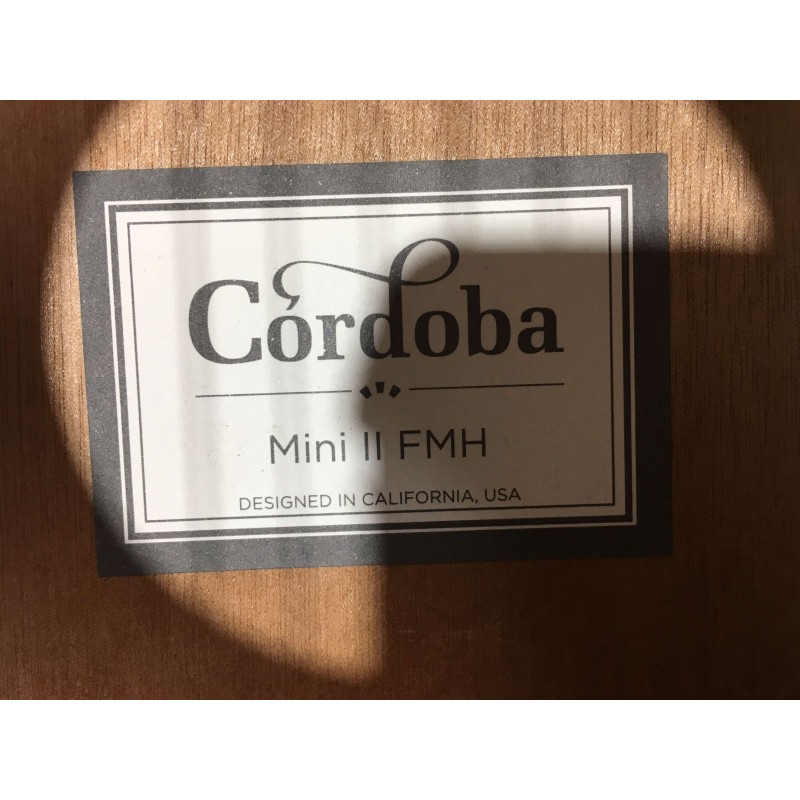 Córdoba
Mini II FMH
DESIGNED IN CALIFORNIA, USA